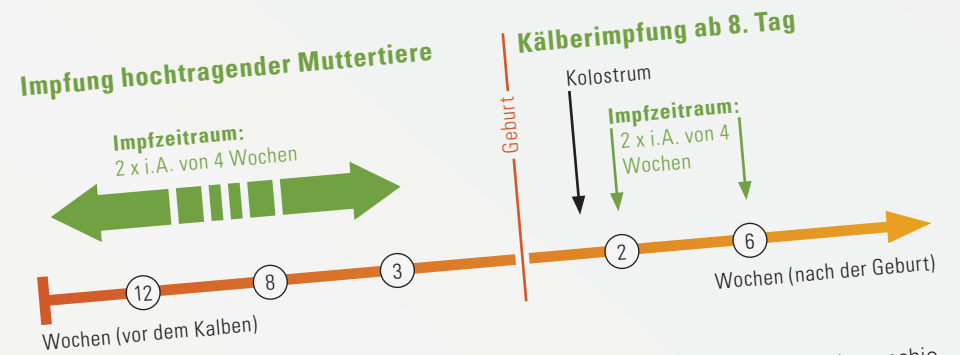 Impfung hochtragender Muttertiere
Impfzeitraum:
2 x i.A. von 4 Wochen
12
8
3
Wochen (vor dem Kalben)
Geburt
Kälberimpfung ab 8. Tag
Kolostrum
Impfzeitraum:
2 x i.A. von 4
Wochen
2
6
Wochen (nach der Geburt)